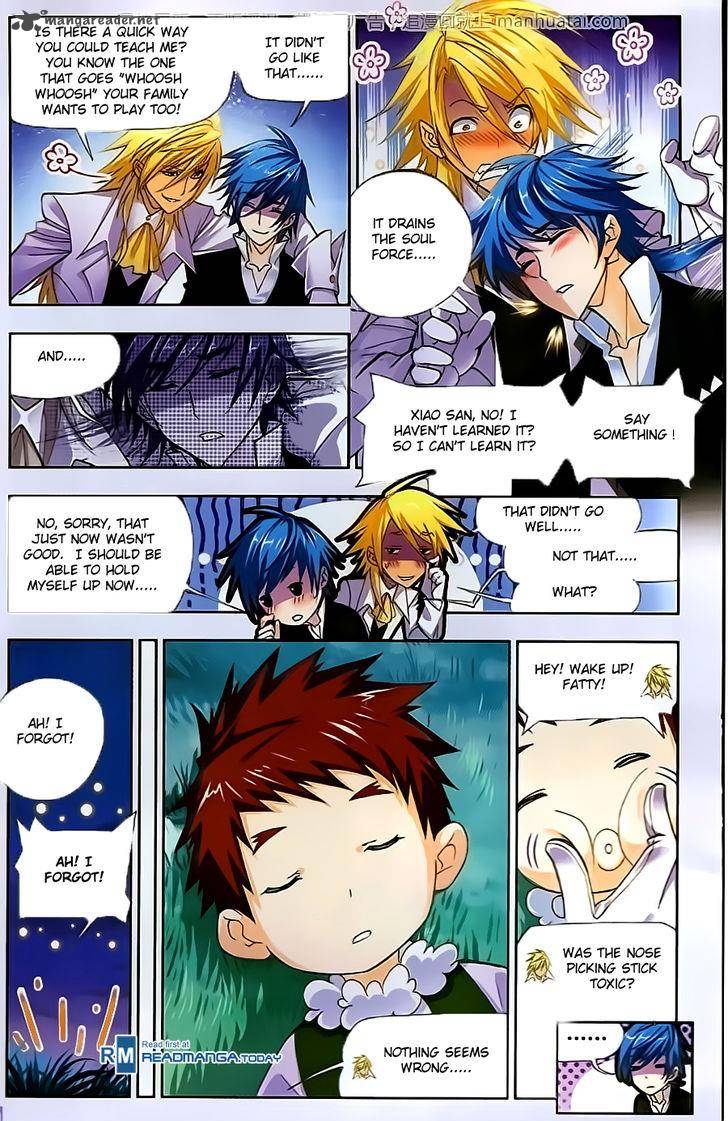 mangareader.net
manhuatai.com
IS THERE A QUICK WAY
YOU COULD TEACH ME?
YOU KNOW THE ONE
THAT GOES "WHOOSH
WHOOSH" YOUR FAMILY
WANTS TO PLAY TOO!
IT DIDN'T
GO LIKE
THAT......
IT DRAINS
THE SOUL
FORCE.....
AND.....
XIAO SAN, NO! I
HAVEN'T LEARNED IT?
SO I CAN'T LEARN IT?
SAY
SOMETHING !
NO, SORRY, THAT
JUST NOW WASN'T
GOOD. I SHOULD BE
ABLE TO HOLD
MYSELF UP NOW.....
THAT DIDN'T GO
WELL.....
NOT THAT.....
WHAT?
AH! I
FORGOT!
AH! I
FORGOT!
HEY! WAKE UP!
FATTY!
WAS THE NOSE
PICKING STICK
TOXIC?
NOTHING SEEMS
WRONG.....
.......
RM
Read first at
READMANGA.TODAY